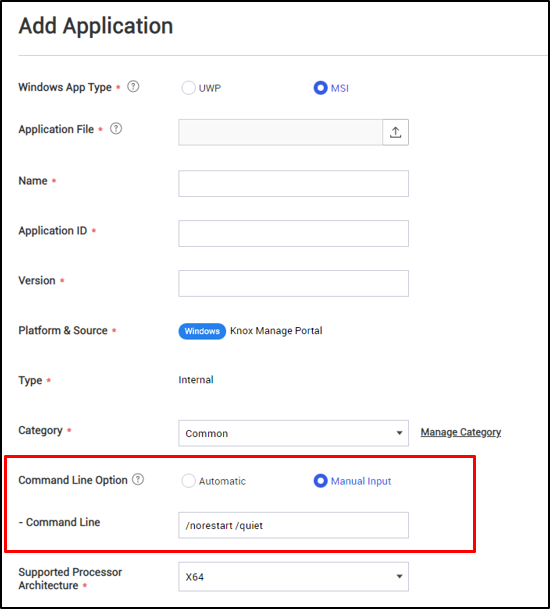 Add Application
Windows App Type * ? UWP MSI
Application File * ?
Name *
Application ID *
Version *
Platform & Source * Windows Knox Manage Portal
Type * Internal
Category * Common Manage Category
Command Line Option ? Automatic Manual Input
- Command Line /norestart /quiet
Supported Processor
Architecture * X64